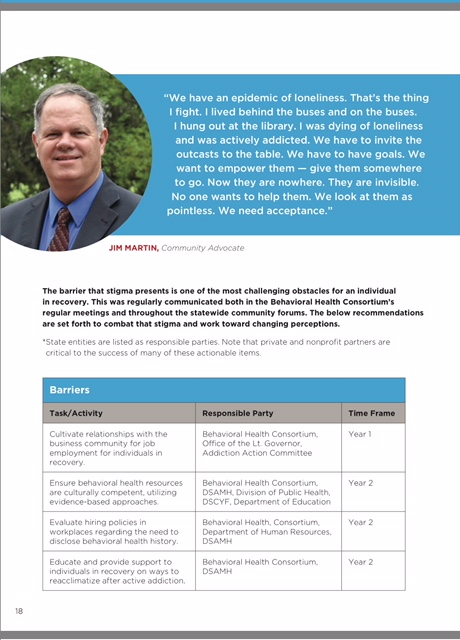 “We have an epidemic of loneliness. That’s the thing
I fight. I lived behind the buses and on the buses.
I hung out at the library. I was dying of loneliness
and was actively addicted. We have to invite the
outcasts to the table. We have to have goals. We
want to empower them — give them somewhere
to go. Now they are nowhere. They are invisible.
No one wants to help them. We look at them as
pointless. We need acceptance.”
JIM MARTIN, Community Advocate
The barrier that stigma presents is one of the most challenging obstacles for an individual
in recovery. This was regularly communicated both in the Behavioral Health Consortium’s
regular meetings and throughout the statewide community forums. The below recommendations
are set forth to combat that stigma and work toward changing perceptions.
*State entities are listed as responsible parties. Note that private and nonprofit partners are
critical to the success of many of these actionable items.
Barriers
Task/Activity Responsible Party Time Frame
Cultivate relationships with the Behavioral Health Consortium, Year 1
business community for job Office of the Lt. Governor,
employment for individuals in Addiction Action Committee
recovery.
Ensure behavioral health resources Behavioral Health Consortium, Year 2
are culturally competent, utilizing DSAMH, Division of Public Health,
evidence-based approaches. DSCYF, Department of Education
Evaluate hiring policies in Behavioral Health, Consortium, Year 2
workplaces regarding the need to Department of Human Resources,
disclose behavioral health history. DSAMH
Educate and provide support to Behavioral Health Consortium, Year 2
individuals in recovery on ways to DSAMH
reacclimatize after active addiction.
18